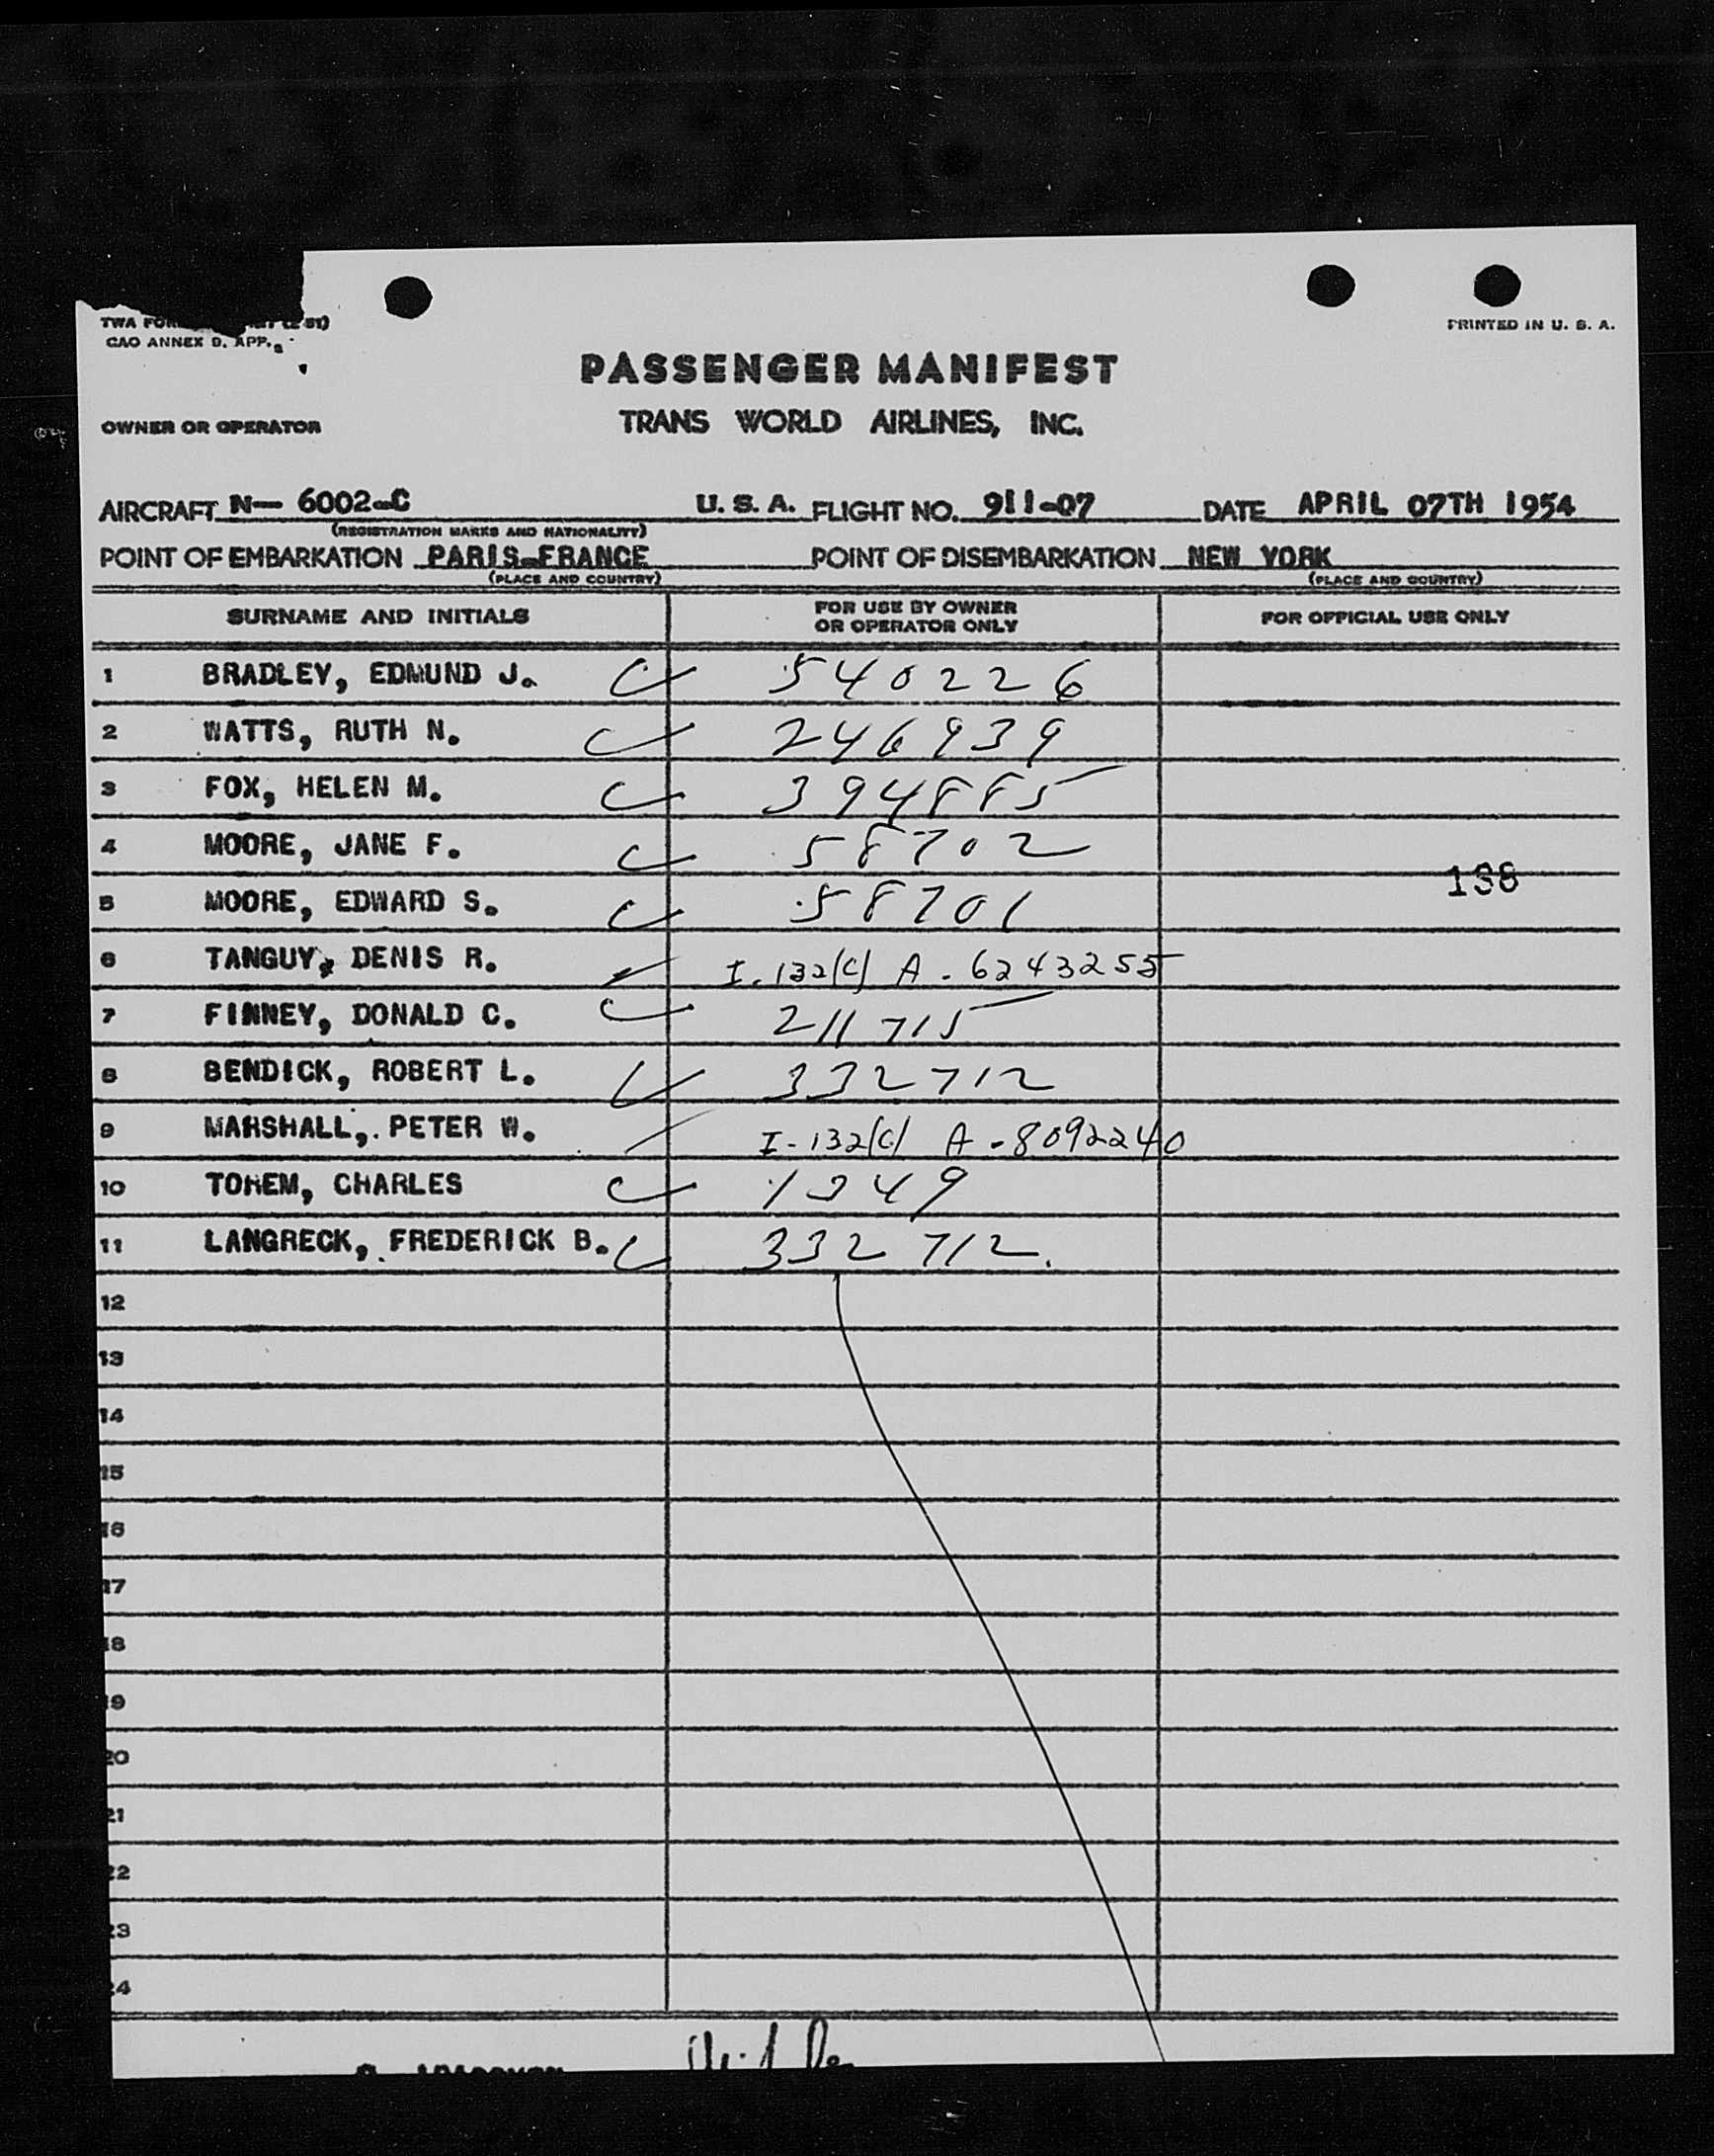 TWA FOR
CAO ANNEX 9, APP.
PRINTED IN U. S. A.
PASSENGER MANIFEST
OWNER OR OPERATOR TRANS WORLD AIRLINES, INC.
AIRCRAFT N- 6002-C U. S. A. FLIGHT NO. 911-07 DATE APRIL 07TH 1954
(REGISTRATION MARKS AND NATIONALITY)
POINT OF EMBARKATION PARIS-FRANCE POINT OF DISEMBARKATION NEW YORK
(PLACE AND COUNTRY) (PLACE AND COUNTRY)
SURNAME AND INITIALS FOR USE BY OWNER OR OPERATOR ONLY FOR OFFICIAL USE ONLY
1 BRADLEY, EDMUND J. 540226
2 WATTS, RUTH N. 246939
3 FOX, HELEN M. 394885
4 MOORE, JANE F. 58702
138
5 MOORE, EDWARD S. 58701
6 TANGUY, DENIS R. I-132(C) A-6243255
7 FINNEY, DONALD C. 211715
8 BENDICK, ROBERT L. 332712
9 MARSHALL, PETER W. I-132(C) A-8092240
10 TOHEM, CHARLES 1349
11 LANGRECK, FREDERICK B. 332712.
12
13
14
15
16
17
18
19
20
21
22
23
24